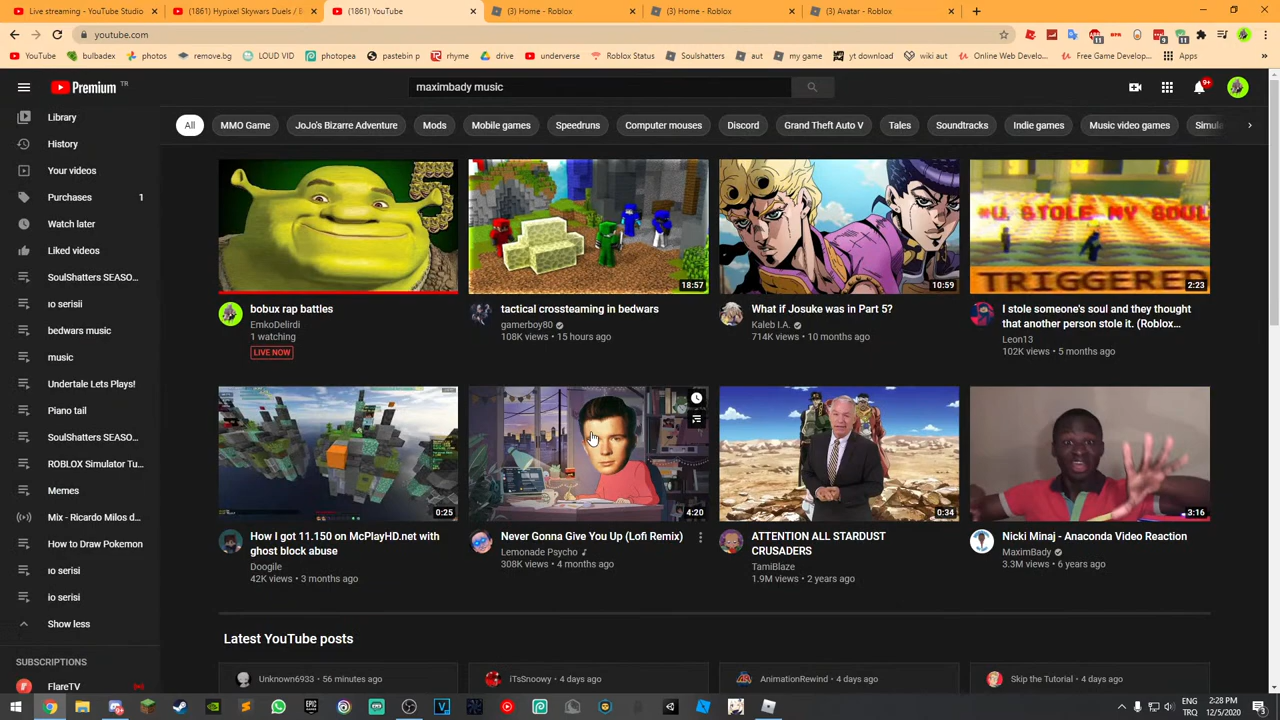 Live streaming - YouTube Studio
(1861) Hypixel Skywars Duels / B
(1861) YouTube
(3) Home - Roblox
(3) Home - Roblox
(3) Avatar - Roblox
youtube.com
YouTube
bulbadex
photos
remove.bg
LOUD VID
photopea
pastebin p
rhyme
drive
underverse
Roblox Status
Soulshatters
aut
my game
yt download
wiki aut
Online Web Develo...
Free Game Develop...
Apps
Premium TR
maximbady music
9+
Library
History
Your videos
Purchases 1
Watch later
Liked videos
SoulShatters SEASO...
ıo serisii
bedwars music
music
Undertale Lets Plays!
Piano tail
SoulShatters SEASO...
ROBLOX Simulator Tu...
Memes
Mix - Ricardo Milos d...
How to Draw Pokemon
ıo serisi
io serisi
Show less
SUBSCRIPTIONS
FlareTV
All
MMO Game
JoJo's Bizarre Adventure
Mods
Mobile games
Speedruns
Computer mouses
Discord
Grand Theft Auto V
Tales
Soundtracks
Indie games
Music video games
Simula
bobux rap battles
EmkoDelirdi
1 watching
LIVE NOW
18:57
tactical crossteaming in bedwars
gamerboy80
108K views • 15 hours ago
10:59
What if Josuke was in Part 5?
Kaleb I.A.
714K views • 10 months ago
*U STOLE MY SOUL
TRIGGERED
2:23
I stole someone's soul and they thought
that another person stole it. (Roblox...
Leon13
102K views • 5 months ago
0:25
How I got 11.150 on McPlayHD.net with
ghost block abuse
Doogile
42K views • 3 months ago
4:20
Never Gonna Give You Up (Lofi Remix)
Lemonade Psycho
308K views • 4 months ago
0:34
ATTENTION ALL STARDUST
CRUSADERS
TamiBlaze
1.9M views • 2 years ago
3:16
Nicki Minaj - Anaconda Video Reaction
MaximBady
3.3M views • 6 years ago
Latest YouTube posts
Unknown6933 • 56 minutes ago
iTsSnoowy • 4 days ago
AnimationRewind • 4 days ago
Skip the Tutorial • 4 days ago
ENG
TRQ
2:28 PM
12/5/2020